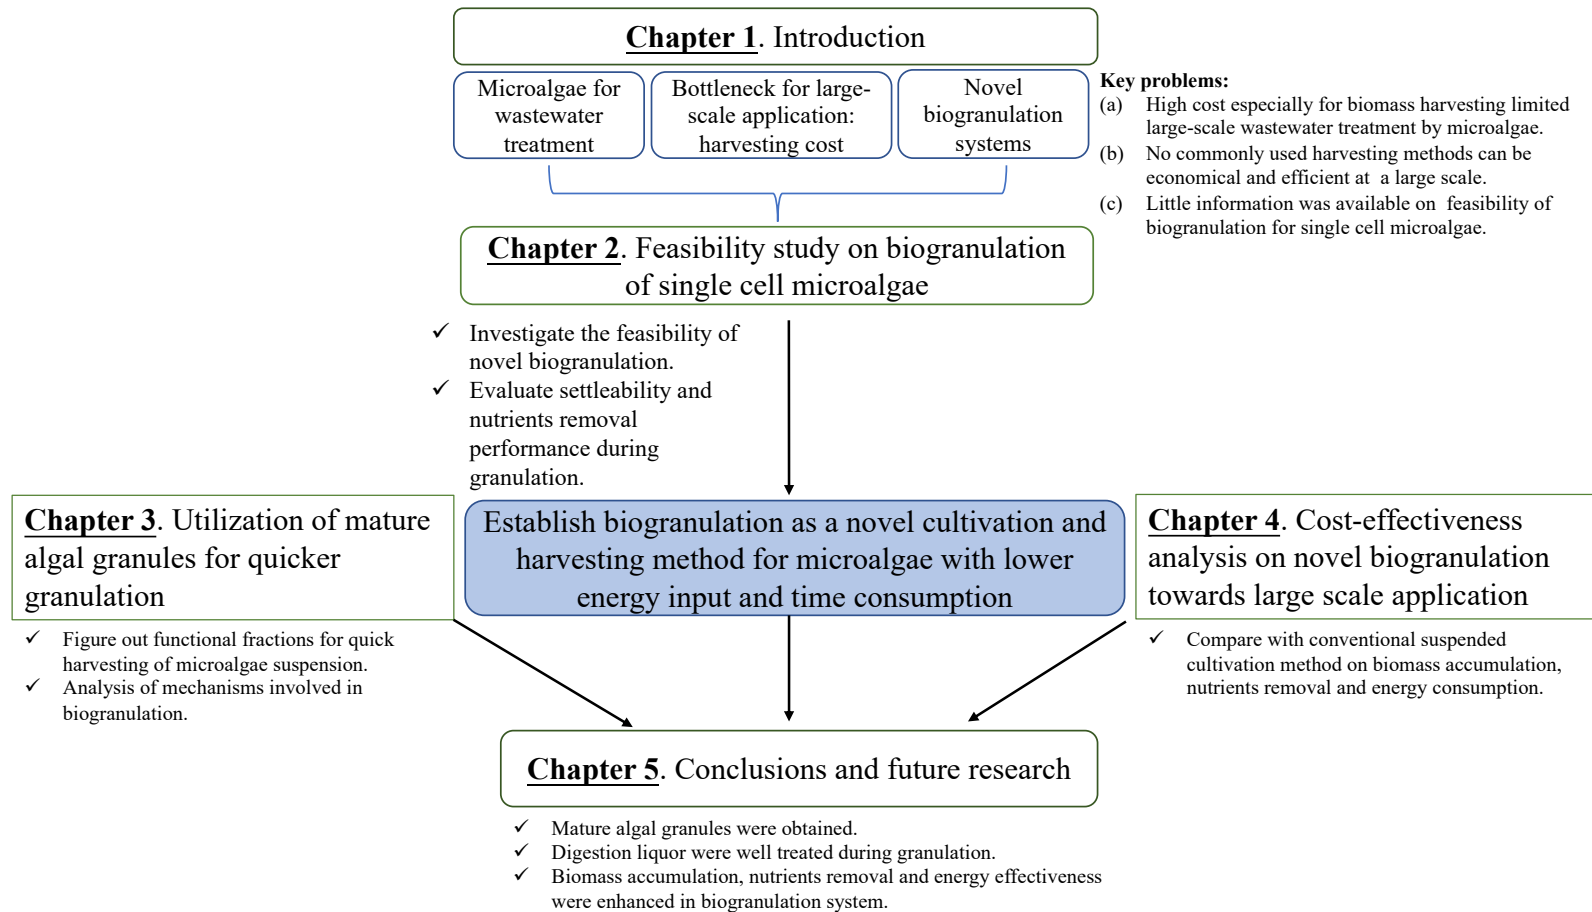 Chapter 1. Introduction
Microalgae for
wastewater
treatment
Bottleneck for large-
scale application:
harvesting cost
Novel
biogranulation
systems
Key problems:
(a) High cost especially for biomass harvesting limited
large-scale wastewater treatment by microalgae.
(b) No commonly used harvesting methods can be
economical and efficient at a large scale.
(c) Little information was available on feasibility of
biogranulation for single cell microalgae.
Chapter 2. Feasibility study on biogranulation
of single cell microalgae
✓ Investigate the feasibility of
novel biogranulation.
✓ Evaluate settleability and
nutrients removal
performance during
granulation.
Chapter 3. Utilization of mature
algal granules for quicker
granulation
✓ Figure out functional fractions for quick
harvesting of microalgae suspension.
✓ Analysis of mechanisms involved in
biogranulation.
Establish biogranulation as a novel cultivation and
harvesting method for microalgae with lower
energy input and time consumption
Chapter 4. Cost-effectiveness
analysis on novel biogranulation
towards large scale application
✓ Compare with conventional suspended
cultivation method on biomass accumulation,
nutrients removal and energy consumption.
Chapter 5. Conclusions and future research
✓ Mature algal granules were obtained.
✓ Digestion liquor were well treated during granulation.
✓ Biomass accumulation, nutrients removal and energy effectiveness
were enhanced in biogranulation system.